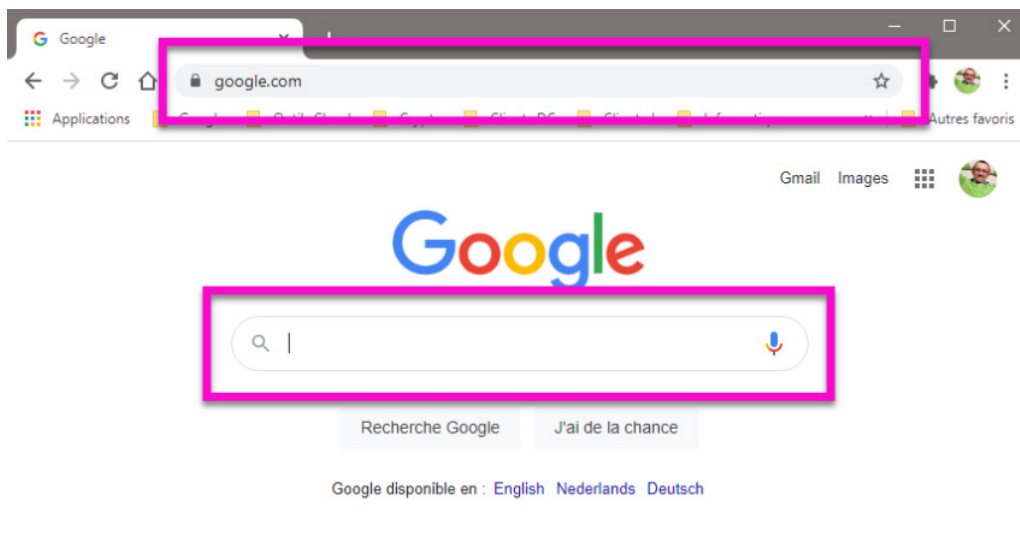 Google
google.com
Applications
Autres favoris
Gmail Images
Google
Recherche Google J'ai de la chance
Google disponible en : English Nederlands Deutsch